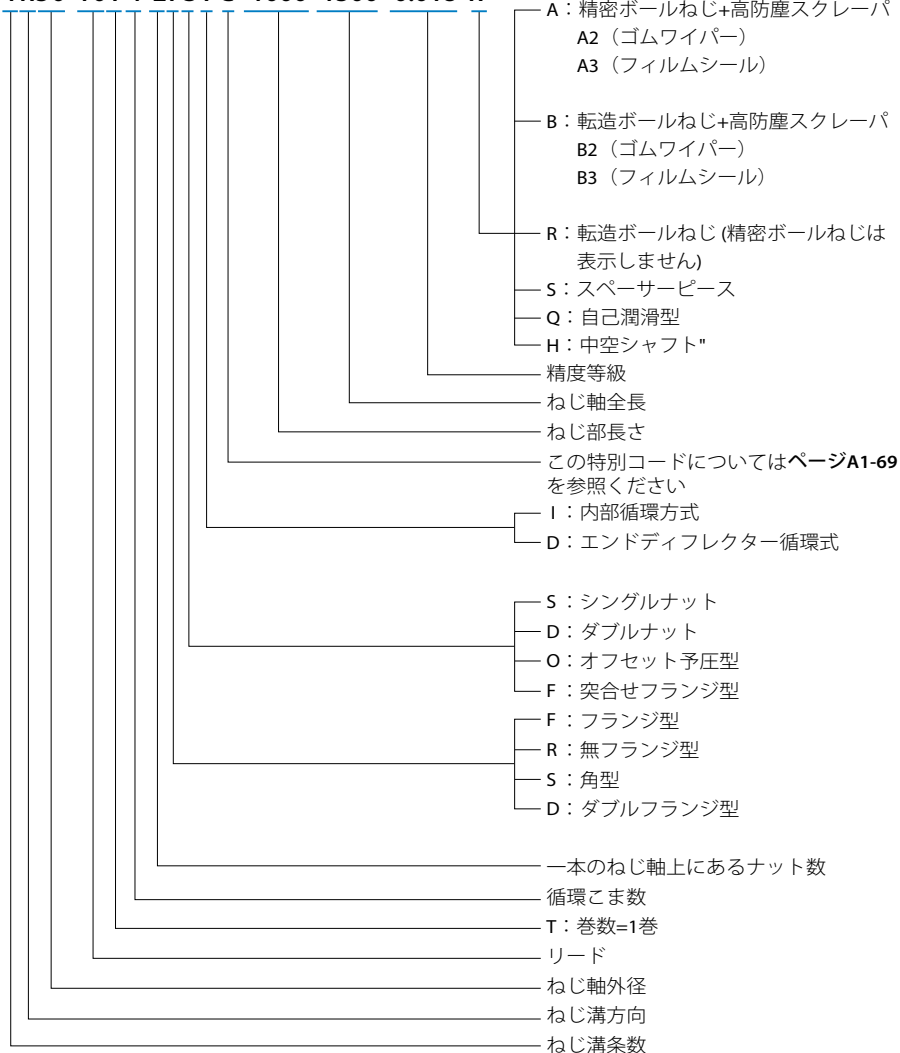 A：精密ボールねじ+高防塵スクレーパ
A2（ゴムワイパー）
A3（フィルムシール）
B：転造ボールねじ+高防塵スクレーパ
B2（ゴムワイパー）
B3（フィルムシール）
R：転造ボールねじ (精密ボールねじは
表示しません)
S：スペーサーピース
Q：自己潤滑型
H：中空シャフト"
精度等級
ねじ軸全長
ねじ部長さ
この特別コードについてはページA1-69
を参照ください
I：内部循環方式
D：エンドディフレクター循環式
S：シングルナット
D：ダブルナット
O：オフセット予圧型
F：突合せフランジ型
F：フランジ型
R：無フランジ型
S：角型
D：ダブルフランジ型
一本のねじ軸上にあるナット数
循環こま数
T：巻数=1巻
リード
ねじ軸外径
ねじ溝方向
ねじ溝条数